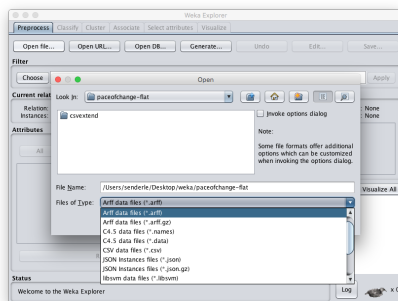 Weka Explorer
Preprocess Classify Cluster Associate Select attributes Visualize
Open file... Open URL... Open DB... Generate... Undo Edit... Save...
Filter
Choose Apply
Open
Current relat
Look In: paceofchange-flat
Relation: None
Instances: None
csvextend
Invoke options dialog
Note:
Some file formats offer additional
options which can be customized
when invoking the options dialog.
Attributes
All
File Name: /Users/senderle/Desktop/weka/paceofchange-flat
Visualize All
Files of Type: Arff data files (*.arff)
Arff data files (*.arff)
Arff data files (*.arff.gz)
C4.5 data files (*.names)
C4.5 data files (*.data)
CSV data files (*.csv)
JSON Instances files (*.json)
JSON Instances files (*.json.gz)
libsvm data files (*.libsvm)
Status
Welcome to the Weka Explorer
Log